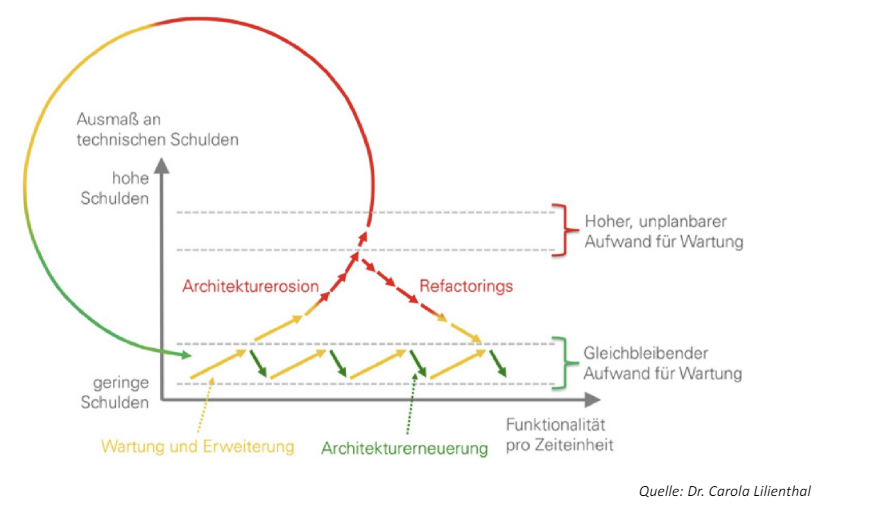 Ausmaß an
technischen Schulden
hohe
Schulden
Hoher, unplanbarer
Aufwand für Wartung
Architekturerosion
Refactorings
Gleichbleibender
Aufwand für Wartung
geringe
Schulden
Funktionalität
pro Zeiteinheit
Wartung und Erweiterung
Architekturerneuerung
Quelle: Dr. Carola Lilienthal